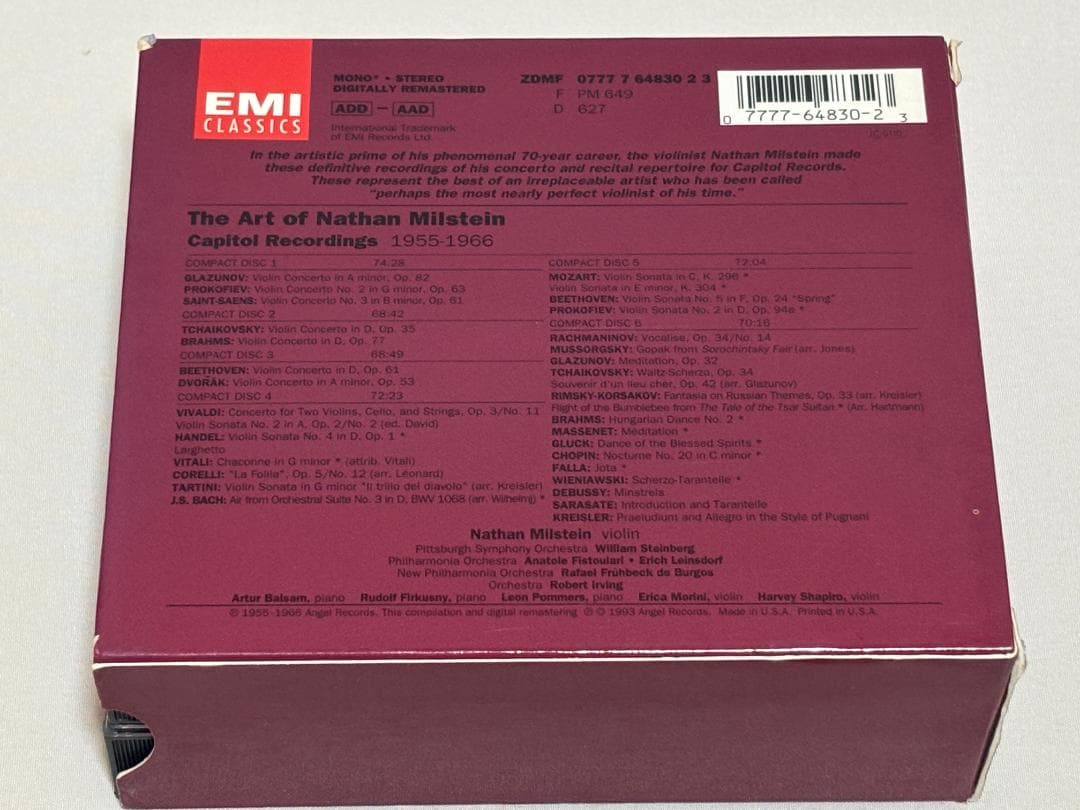 EMI
CLASSICS
MONO* • STEREO
DIGITALLY REMASTERED
ADD – AAD
International Trademark
of EMI Records Ltd.
ZDMF 0777 7 64830 2 3
F PM 649
D 627
0 7777-64830-2 3
In the artistic prime of his phenomenal 70-year career, the violinist Nathan Milstein made
these definitive recordings of his concerto and recital repertoire for Capitol Records.
These represent the best of an irreplaceable artist who has been called
"perhaps the most nearly perfect violinist of his time."
The Art of Nathan Milstein
Capitol Recordings 1955-1966
COMPACT DISC 1 74:28
GLAZUNOV: Violin Concerto in A minor, Op. 82
PROKOFIEV: Violin Concerto No. 2 in G minor, Op. 63
SAINT-SAENS: Violin Concerto No. 3 in B minor, Op. 61
COMPACT DISC 2 68:42
TCHAIKOVSKY: Violin Concerto in D, Op. 35
BRAHMS: Violin Concerto in D, Op. 77
COMPACT DISC 3 68:49
BEETHOVEN: Violin Concerto in D, Op. 61
DVOŘÁK: Violin Concerto in A minor, Op. 53
COMPACT DISC 4 72:23
VIVALDI: Concerto for Two Violins, Cello, and Strings, Op. 3/No. 11
Violin Sonata No. 2 in A, Op. 2/No. 2 (ed. David)
HANDEL: Violin Sonata No. 4 in D, Op. 1 *
Larghetto
VITALI: Chaconne in G minor * (attrib. Vitali)
CORELLI: "La Follia", Op. 5/No. 12 (arr. Léonard)
TARTINI: Violin Sonata in G minor "Il trillo del diavolo" (arr. Kreisler)
J.S. BACH: Air from Orchestral Suite No. 3 in D, BWV 1068 (arr. Wilhelmj) *
COMPACT DISC 5 72:04
MOZART: Violin Sonata in C, K. 296 *
Violin Sonata in E minor, K. 304 *
BEETHOVEN: Violin Sonata No. 5 in F, Op. 24 "Spring"
PROKOFIEV: Violin Sonata No. 2 in D, Op. 94a *
COMPACT DISC 6 70:16
RACHMANINOV: Vocalise, Op. 34/No. 14
MUSSORGSKY: Gopak from Sorochintsky Fair (arr. Jones)
GLAZUNOV: Meditation, Op. 32
TCHAIKOVSKY: Waltz-Scherzo, Op. 34
Souvenir d'un lieu cher, Op. 42 (arr. Glazunov)
RIMSKY-KORSAKOV: Fantasia on Russian Themes, Op. 33 (arr. Kreisler)
Flight of the Bumblebee from The Tale of the Tsar Sultan * (Arr. Hartmann)
BRAHMS: Hungarian Dance No. 2 *
MASSENET: Méditation *
GLUCK: Dance of the Blessed Spirits *
CHOPIN: Nocturne No. 20 in C minor *
FALLA: Jota *
WIENIAWSKI: Scherzo-Tarantelle *
DEBUSSY: Minstrels
SARASATE: Introduction and Tarantelle
KREISLER: Praeludium and Allegro in the Style of Pugnani
Nathan Milstein violin
Pittsburgh Symphony Orchestra William Steinberg
Philharmonia Orchestra Anatole Fistoulari • Erich Leinsdorf
New Philharmonia Orchestra Rafael Frühbeck de Burgos
Orchestra Robert Irving
Artur Balsam, piano Rudolf Firkusny, piano Leon Pommers, piano Erica Morini, violin Harvey Shapiro, violin
℗ 1955-1966 Angel Records. This compilation and digital remastering ℗ © 1993 Angel Records. Made in U.S.A. Printed in U.S.A.